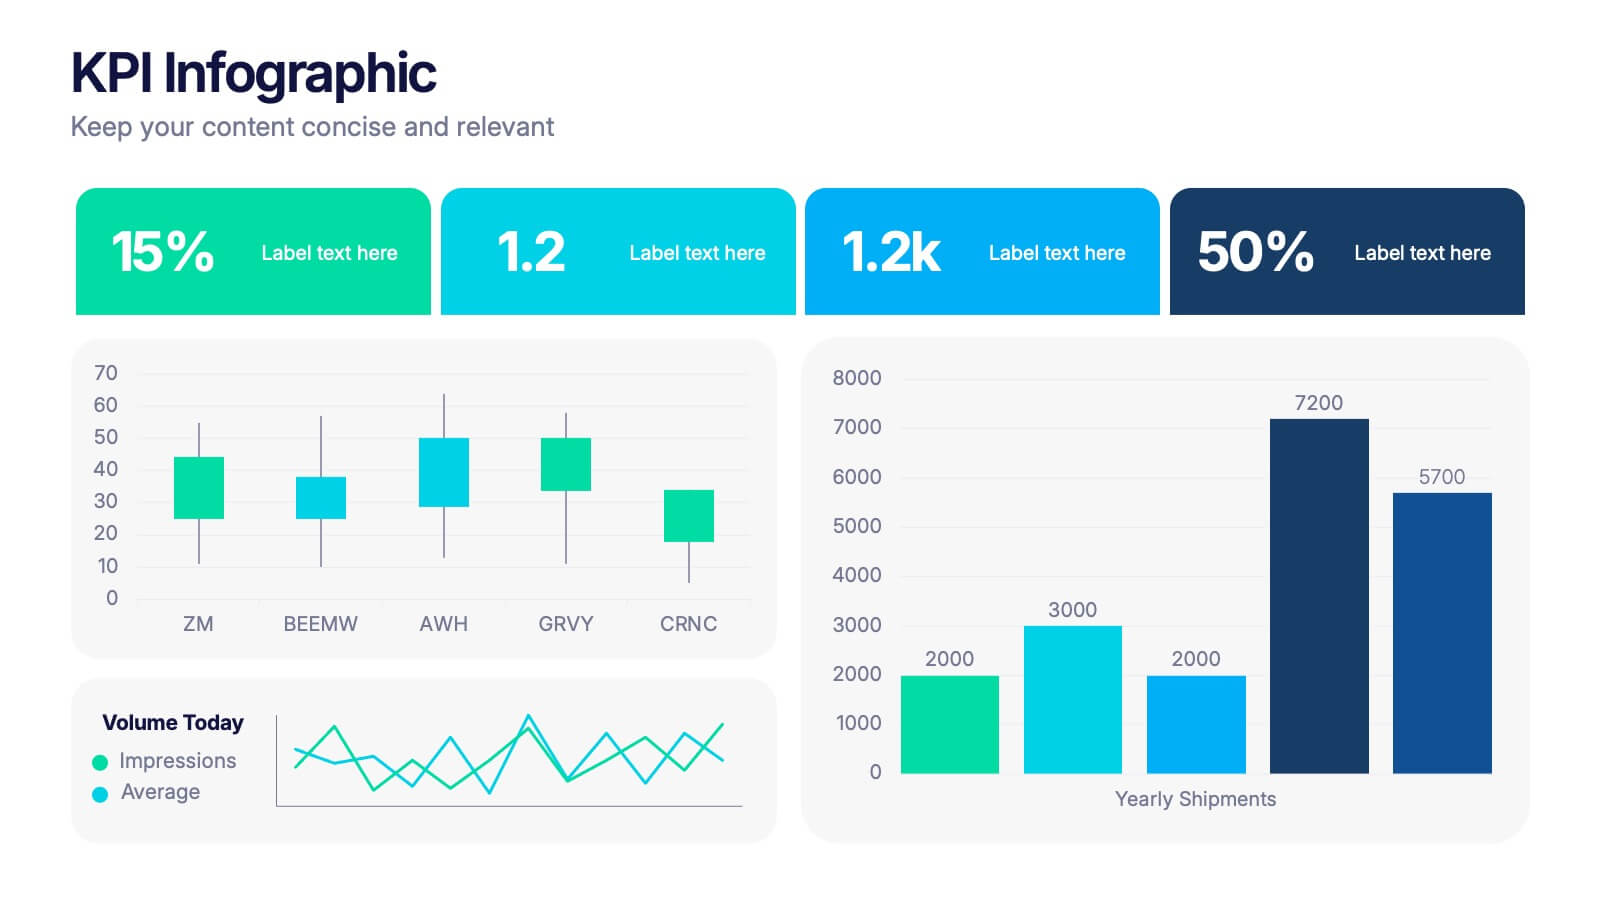 KPI Infographic
Keep your content concise and relevant
15% Label text here
1.2 Label text here
1.2k Label text here
50% Label text here
70
60
50
40
30
20
10
0
ZM BEEMW AWH GRVY CRNC
Volume Today
Impressions
Average
8000
7000
6000
5000
4000
3000
2000
1000
0
2000
3000
2000
7200
5700
Yearly Shipments